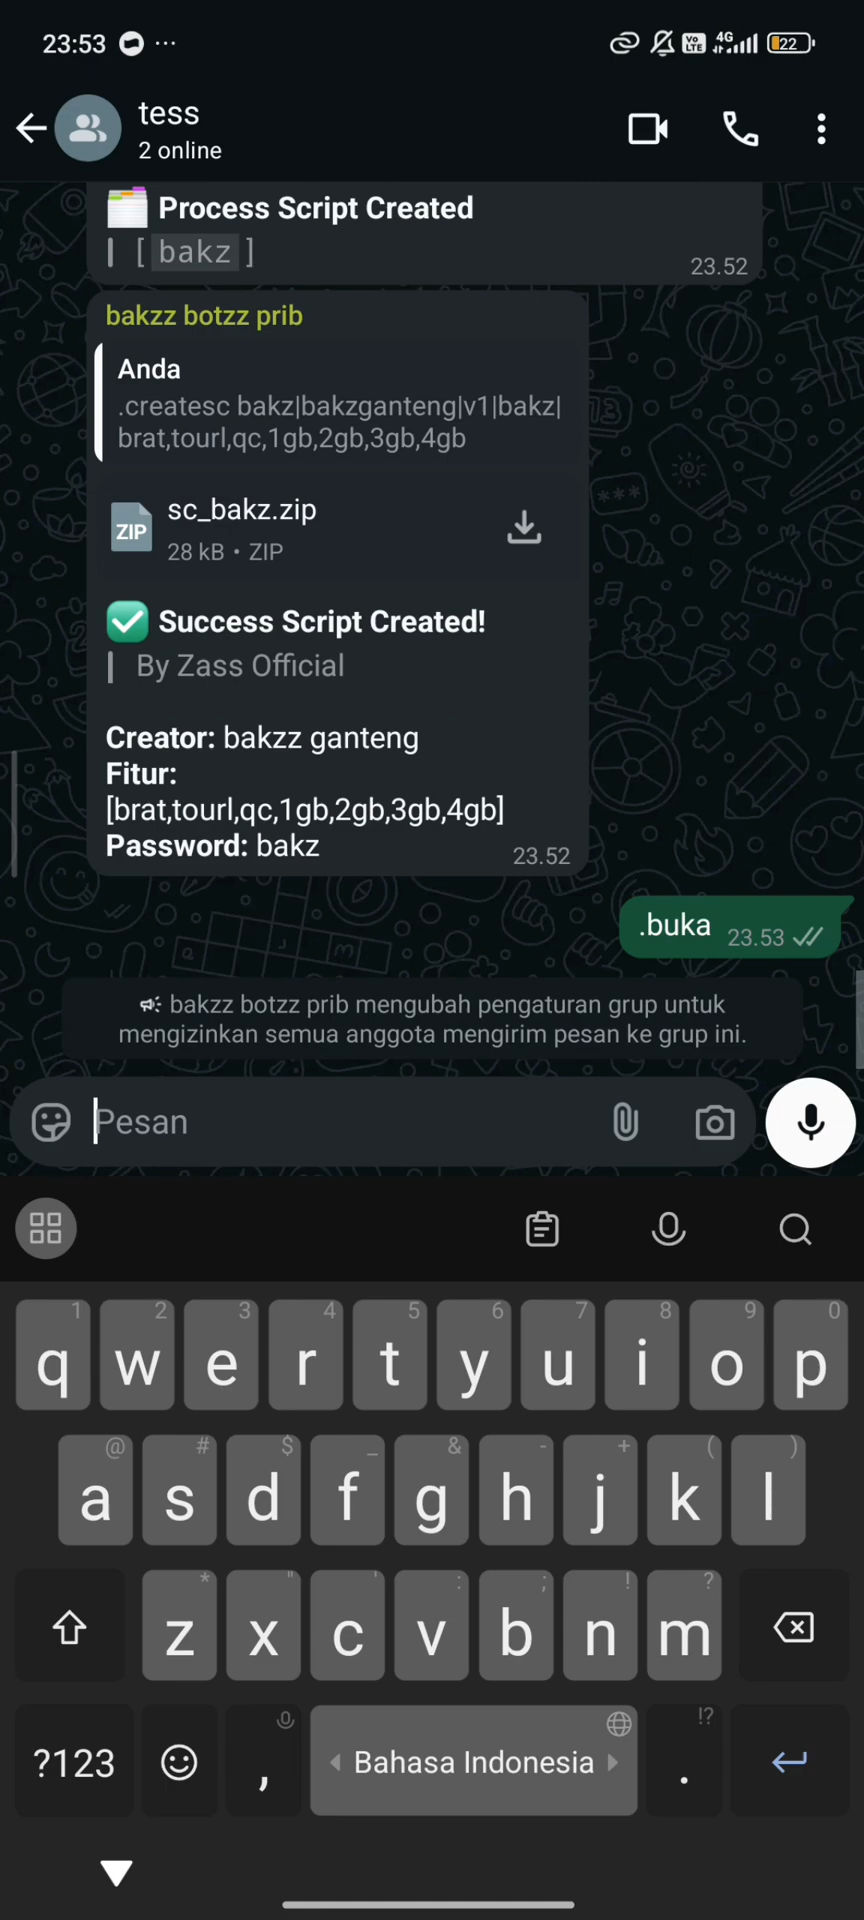 23:53 ...
Vo LTE 4G 22
tess
2 online
Process Script Created
[ bakz ]
23.52
bakzz botzz prib
Anda
.createsc bakz|bakzganteng|v1|bakz|
brat,tourl,qc,1gb,2gb,3gb,4gb
ZIP
sc_bakz.zip
28 kB • ZIP
Success Script Created!
By Zass Official
Creator: bakzz ganteng
Fitur:
[brat,tourl,qc,1gb,2gb,3gb,4gb]
Password: bakz
23.52
.buka 23.53
bakzz botzz prib mengubah pengaturan grup untuk
mengizinkan semua anggota mengirim pesan ke grup ini.
Pesan
1 2 3 4 5 6 7 8 9 0
q w e r t y u i o p
@ # $ _ & - + ( )
a s d f g h j k l
* " ' : ; ! ?
z x c v b n m
!?
?123 , Bahasa Indonesia .